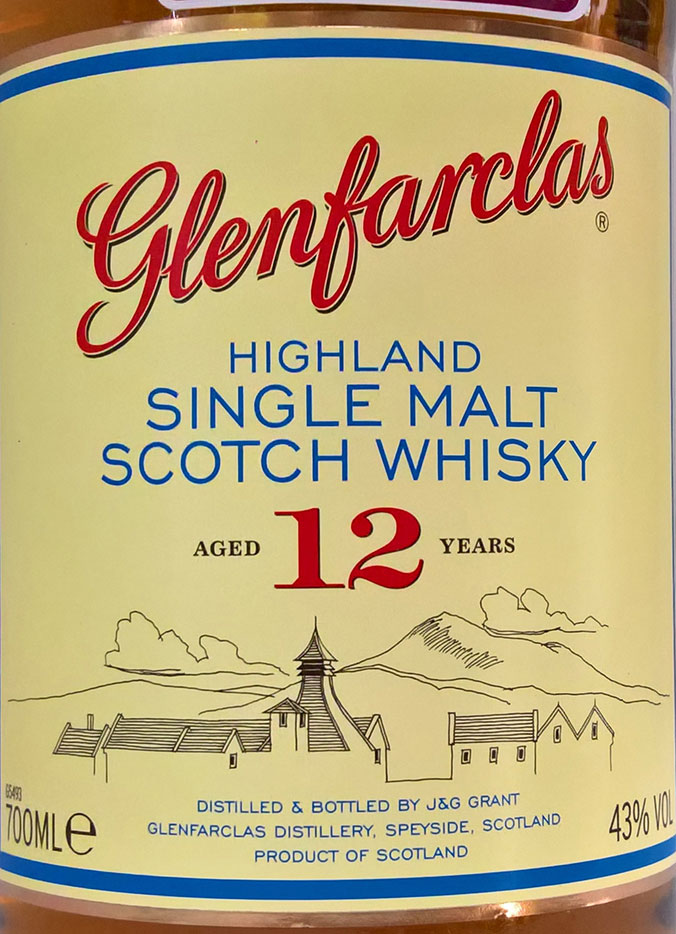 Glenfarclas
®
HIGHLAND
SINGLE MALT
SCOTCH WHISKY
AGED 12 YEARS
DISTILLED & BOTTLED BY J&G GRANT
GLENFARCLAS DISTILLERY, SPEYSIDE, SCOTLAND
PRODUCT OF SCOTLAND
700ML e
43% VOL